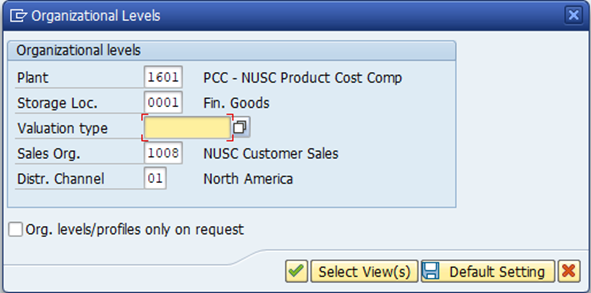 Organizational Levels
Organizational levels
Plant 1601 PCC - NUSC Product Cost Comp
Storage Loc. 0001 Fin. Goods
Valuation type
Sales Org. 1008 NUSC Customer Sales
Distr. Channel 01 North America
Org. levels/profiles only on request
Select View(s) Default Setting